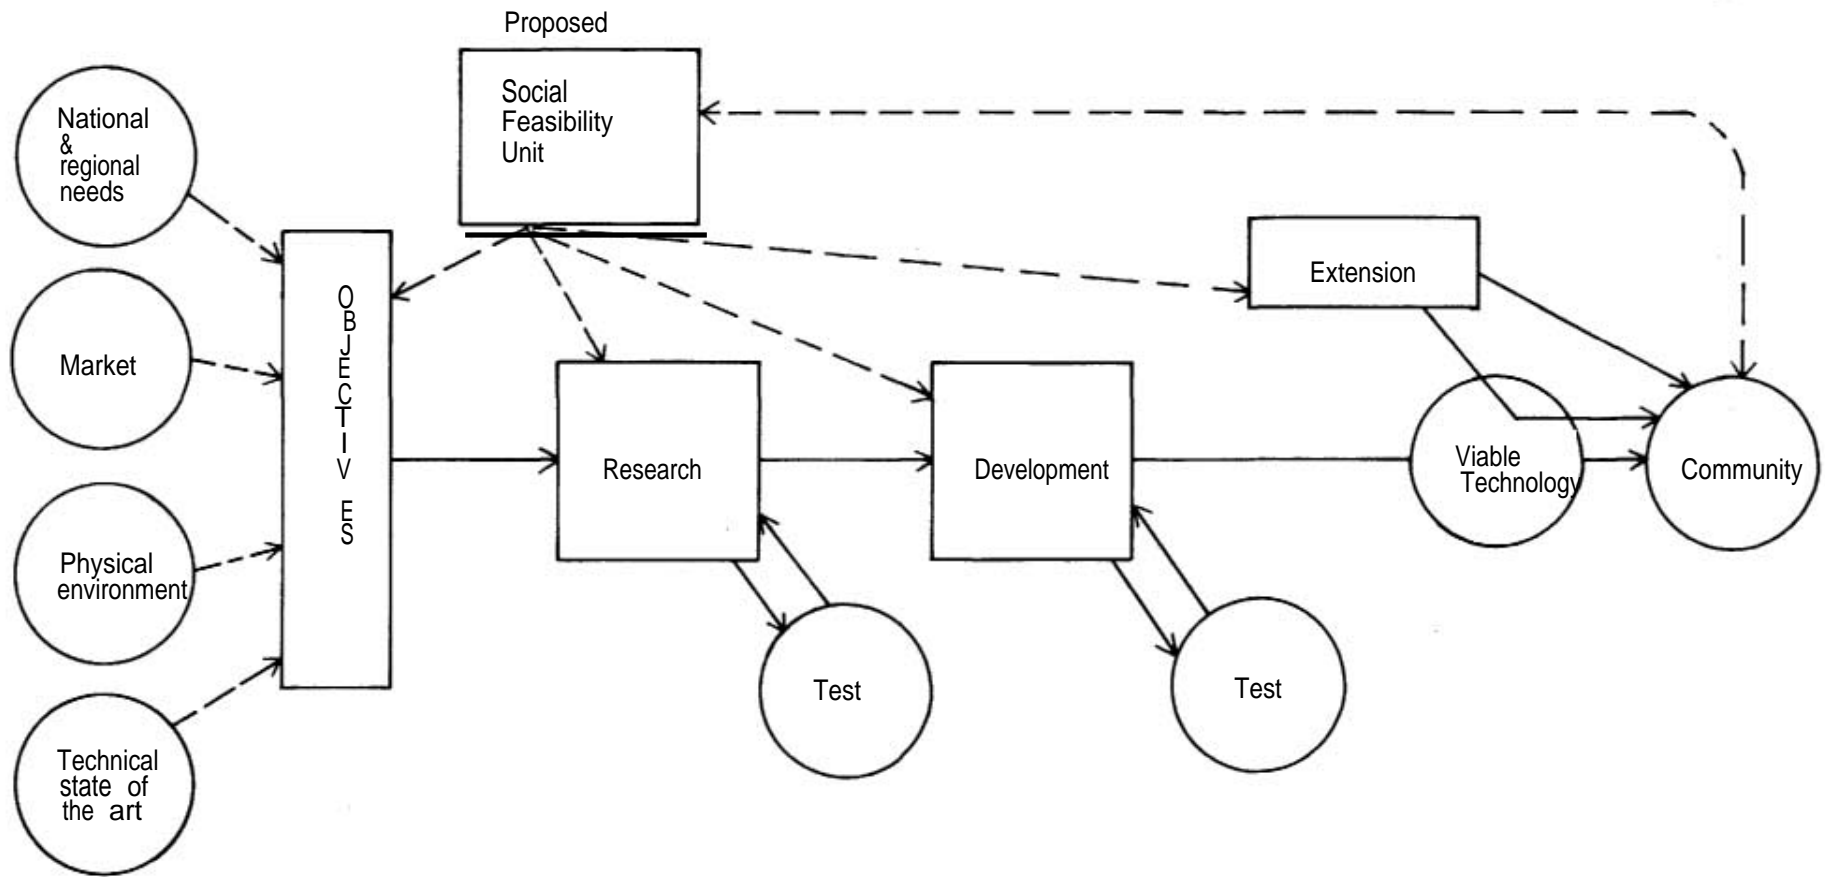 Proposed
Social
Feasibility
Unit
National
&
regional
needs
Market
Physical
environment
Technical
state of
the art
O
B
J
E
C
T
I
V
E
S
Research
Development
Extension
Viable
Technology
Community
Test
Test